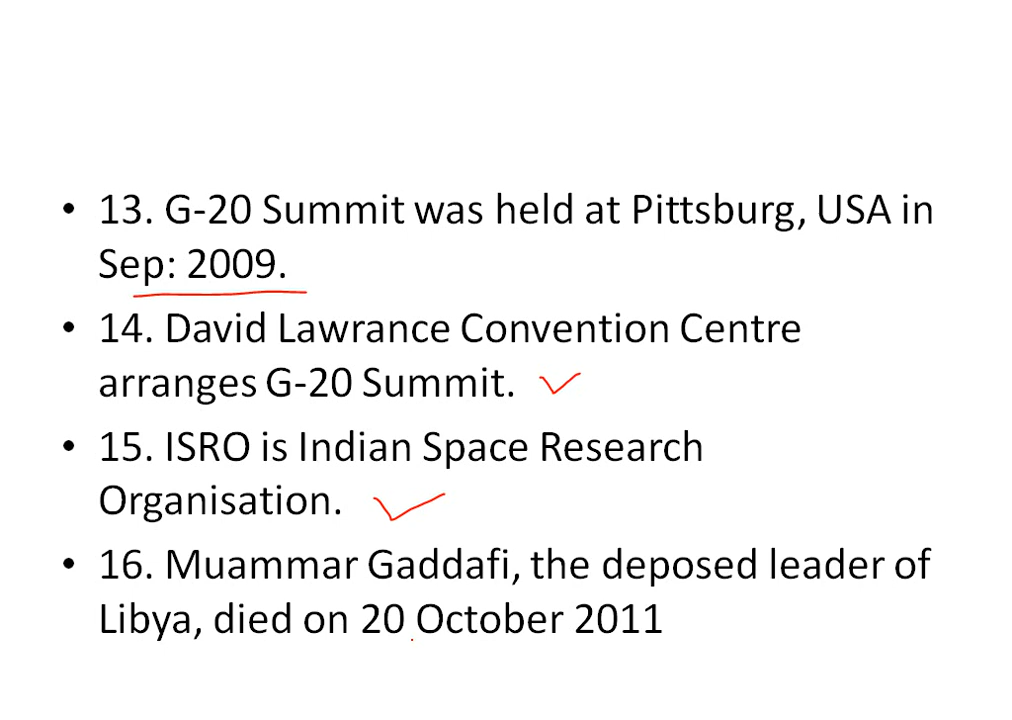 • 13. G-20 Summit was held at Pittsburg, USA in
Sep: 2009.
• 14. David Lawrance Convention Centre
arranges G-20 Summit.
• 15. ISRO is Indian Space Research
Organisation.
• 16. Muammar Gaddafi, the deposed leader of
Libya, died on 20 October 2011